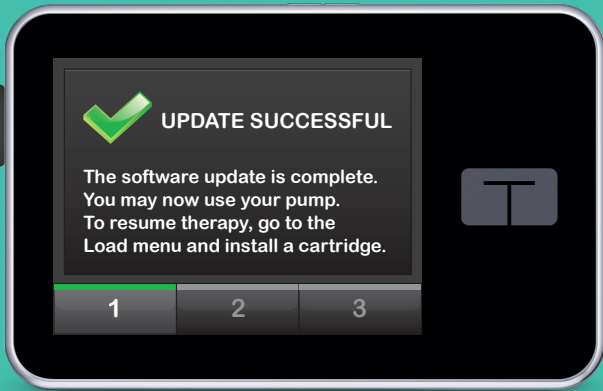 UPDATE SUCCESSFUL
The software update is complete.
You may now use your pump.
To resume therapy, go to the
Load menu and install a cartridge.
1 2 3